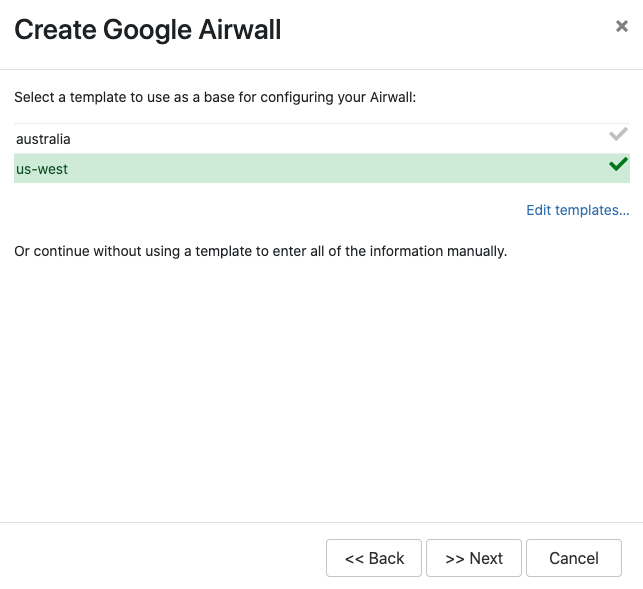 Create Google Airwall
Select a template to use as a base for configuring your Airwall:
australia
us-west
Edit templates...
Or continue without using a template to enter all of the information manually.
<< Back
>> Next
Cancel